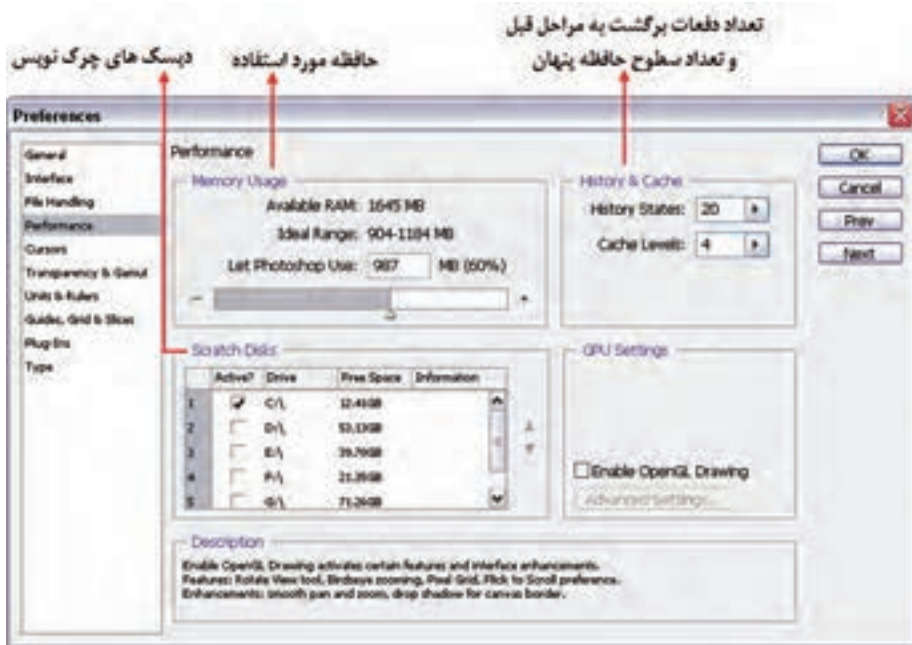 تعداد دفعات برگشت به مراحل قبل
و تعداد سطوح حافظه پنهان
حافظه مورد استفاده
دیسک های چرک نویس
Preferences
General
Interface
File Handling
Performance
Cursors
Transparency & Gamut
Units & Rulers
Guides, Grid & Slices
Plug-Ins
Type
Performance
Memory Usage
Available RAM: 1645 MB
Ideal Range: 904-1184 MB
Let Photoshop Use: 987 MB (60%)
- +
History & Cache
History States: 20
Cache Levels: 4
OK
Cancel
Prev
Next
Scratch Disks
Active? Drive Free Space Information
1 C:\
2 D:\ 53.13GB
3 E:\
4 F:\
5 G:\
GPU Settings
Enable OpenGL Drawing
Advanced Settings...
Description
Enable OpenGL Drawing activates certain features and interface enhancements.
Features: Rotate View tool, Birdseye zooming, Pixel Grid, Flick to Scroll preference.
Enhancements: smooth pan and zoom, drop shadow for canvas border.